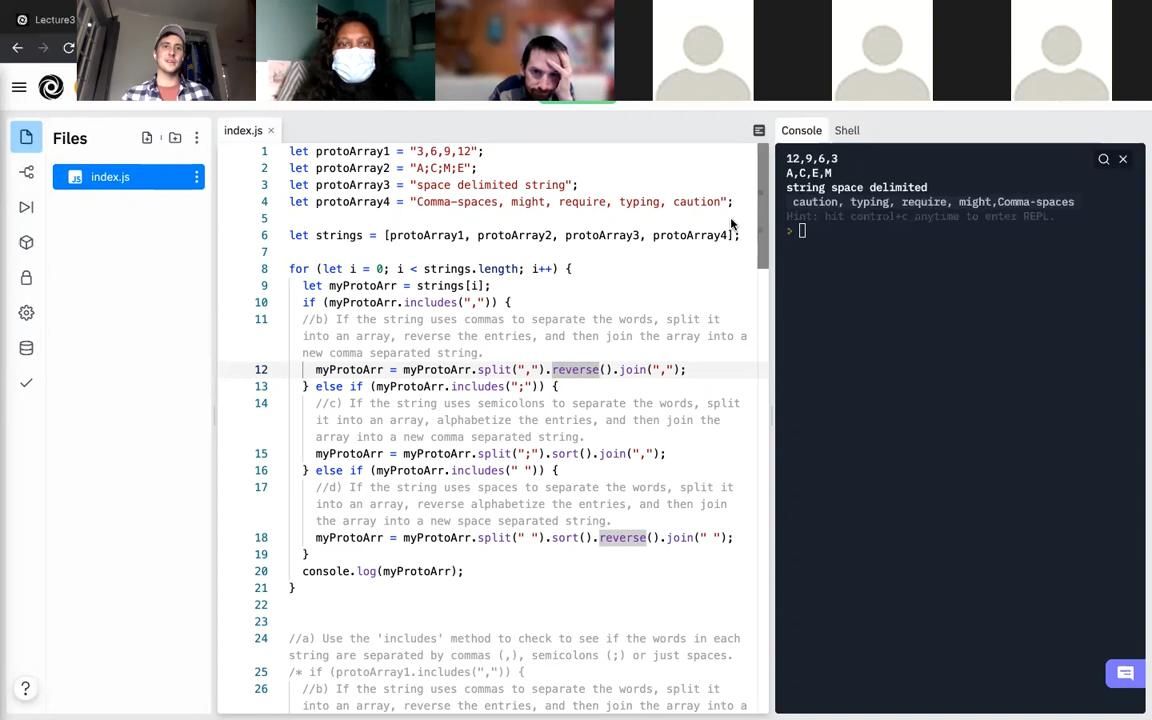 Lecture3
Files
index.js
index.js ×
1 let protoArray1 = "3,6,9,12";
2 let protoArray2 = "A;C;M;E";
3 let protoArray3 = "space delimited string";
4 let protoArray4 = "Comma-spaces, might, require, typing, caution";
5
6 let strings = [protoArray1, protoArray2, protoArray3, protoArray4];
7
8 for (let i = 0; i < strings.length; i++) {
9 let myProtoArr = strings[i];
10 if (myProtoArr.includes(",")) {
11 //b) If the string uses commas to separate the words, split it
into an array, reverse the entries, and then join the array into a
new comma separated string.
12 myProtoArr = myProtoArr.split(",").reverse().join(",");
13 } else if (myProtoArr.includes(";")) {
14 //c) If the string uses semicolons to separate the words, split
it into an array, alphabetize the entries, and then join the
array into a new comma separated string.
15 myProtoArr = myProtoArr.split(";").sort().join(",");
16 } else if (myProtoArr.includes(" ")) {
17 //d) If the string uses spaces to separate the words, split it
into an array, reverse alphabetize the entries, and then join
the array into a new space separated string.
18 myProtoArr = myProtoArr.split(" ").sort().reverse().join(" ");
19 }
20 console.log(myProtoArr);
21 }
22
23
24 //a) Use the 'includes' method to check to see if the words in each
string are separated by commas (,), semicolons (;) or just spaces.
25 /* if (protoArray1.includes(",")) {
26 //b) If the string uses commas to separate the words, split it
into an array, reverse the entries, and then join the array into a
Console Shell
12,9,6,3
A,C,E,M
string space delimited
caution, typing, require, might,Comma-spaces
Hint: hit control+c anytime to enter REPL.
>